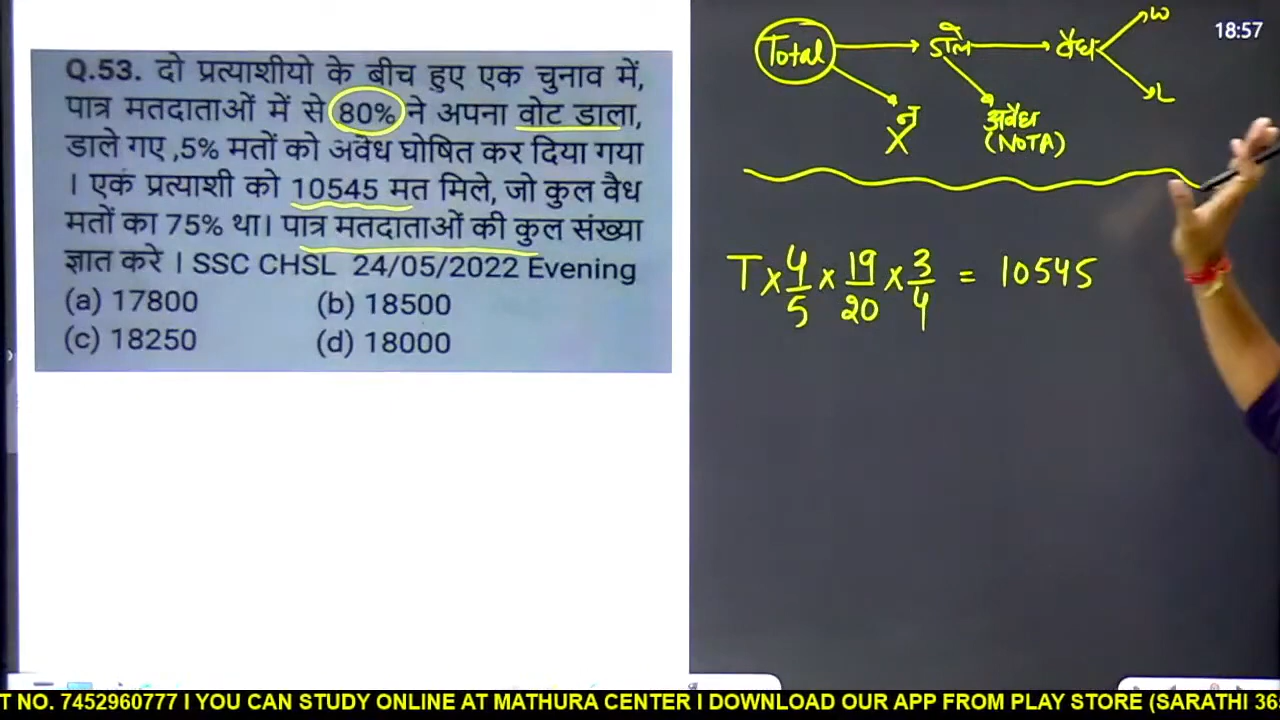 18:57
Q.53. दो प्रत्याशीयो के बीच हुए एक चुनाव में,
पात्र मतदाताओं में से 80% ने अपना वोट डाला,
डाले गए ,5% मतों को अवैध घोषित कर दिया गया
। एक प्रत्याशी को 10545 मत मिले, जो कुल वैध
मतों का 75% था। पात्र मतदाताओं की कुल संख्या
ज्ञात करे । SSC CHSL 24/05/2022 Evening
(a) 17800 (b) 18500
(c) 18250 (d) 18000
Total डाले वैध W
L
न
X
अवैध
(NOTA)
T × 4/5 × 19/20 × 3/4 = 10545
T NO. 7452960777 I YOU CAN STUDY ONLINE AT MATHURA CENTER I DOWNLOAD OUR APP FROM PLAY STORE (SARATHI 36